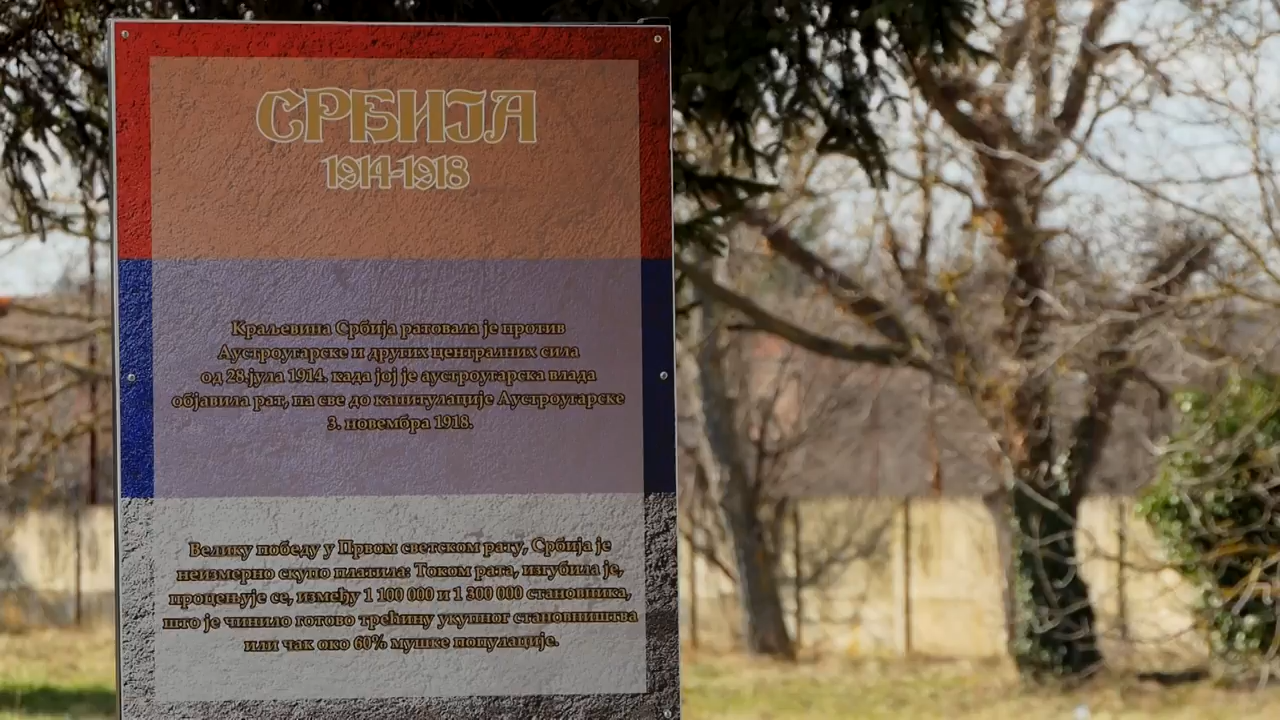 СРБИЈА
1914-1918
Краљевина Србија ратовала је против
Аустроугарске и других централних сила
од 28.јула 1914. када јој је аустроугарска влада
објавила рат, па све до капитулације Аустроугарске
3. новембра 1918.
Велику победу у Првом светском рату, Србија је
неизмерно скупо платила: Током рата, изгубила је,
процењује се, између 1 100 000 и 1 300 000 становника,
што је чинило готово трећину укупног становништва
или чак око 60% мушке популације.